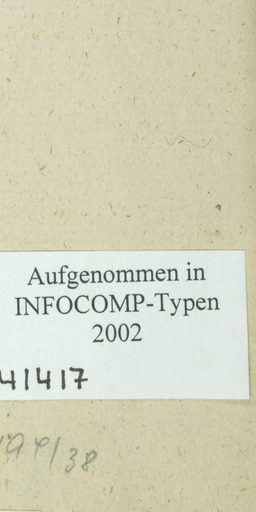 Aufgenommen in
INFOCOMP-Typen
2002
41417